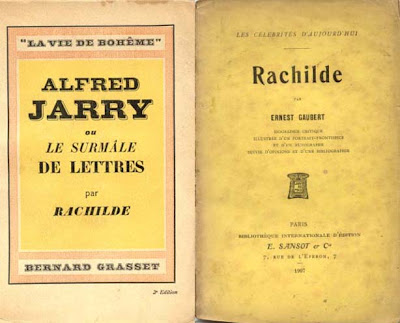 "LA VIE DE BOHÈME"
ALFRED
JARRY
ou
LE SURMÂLE
DE LETTRES
par
RACHILDE
BERNARD GRASSET
2e Edition
LES CÉLÉBRITÉS D'AUJOURD'HUI
Rachilde
PAR
ERNEST GAUBERT
BIOGRAPHIE CRITIQUE
ILLUSTRÉE D'UN PORTRAIT-FRONTISPICE
ET D'UN AUTOGRAPHE
SUIVIE D'OPINIONS ET D'UNE BIBLIOGRAPHIE
PARIS
BIBLIOTHÈQUE INTERNATIONALE D'ÉDITION
E. SANSOT & Cie
7, RUE DE L'ÉPERON, 7
1907